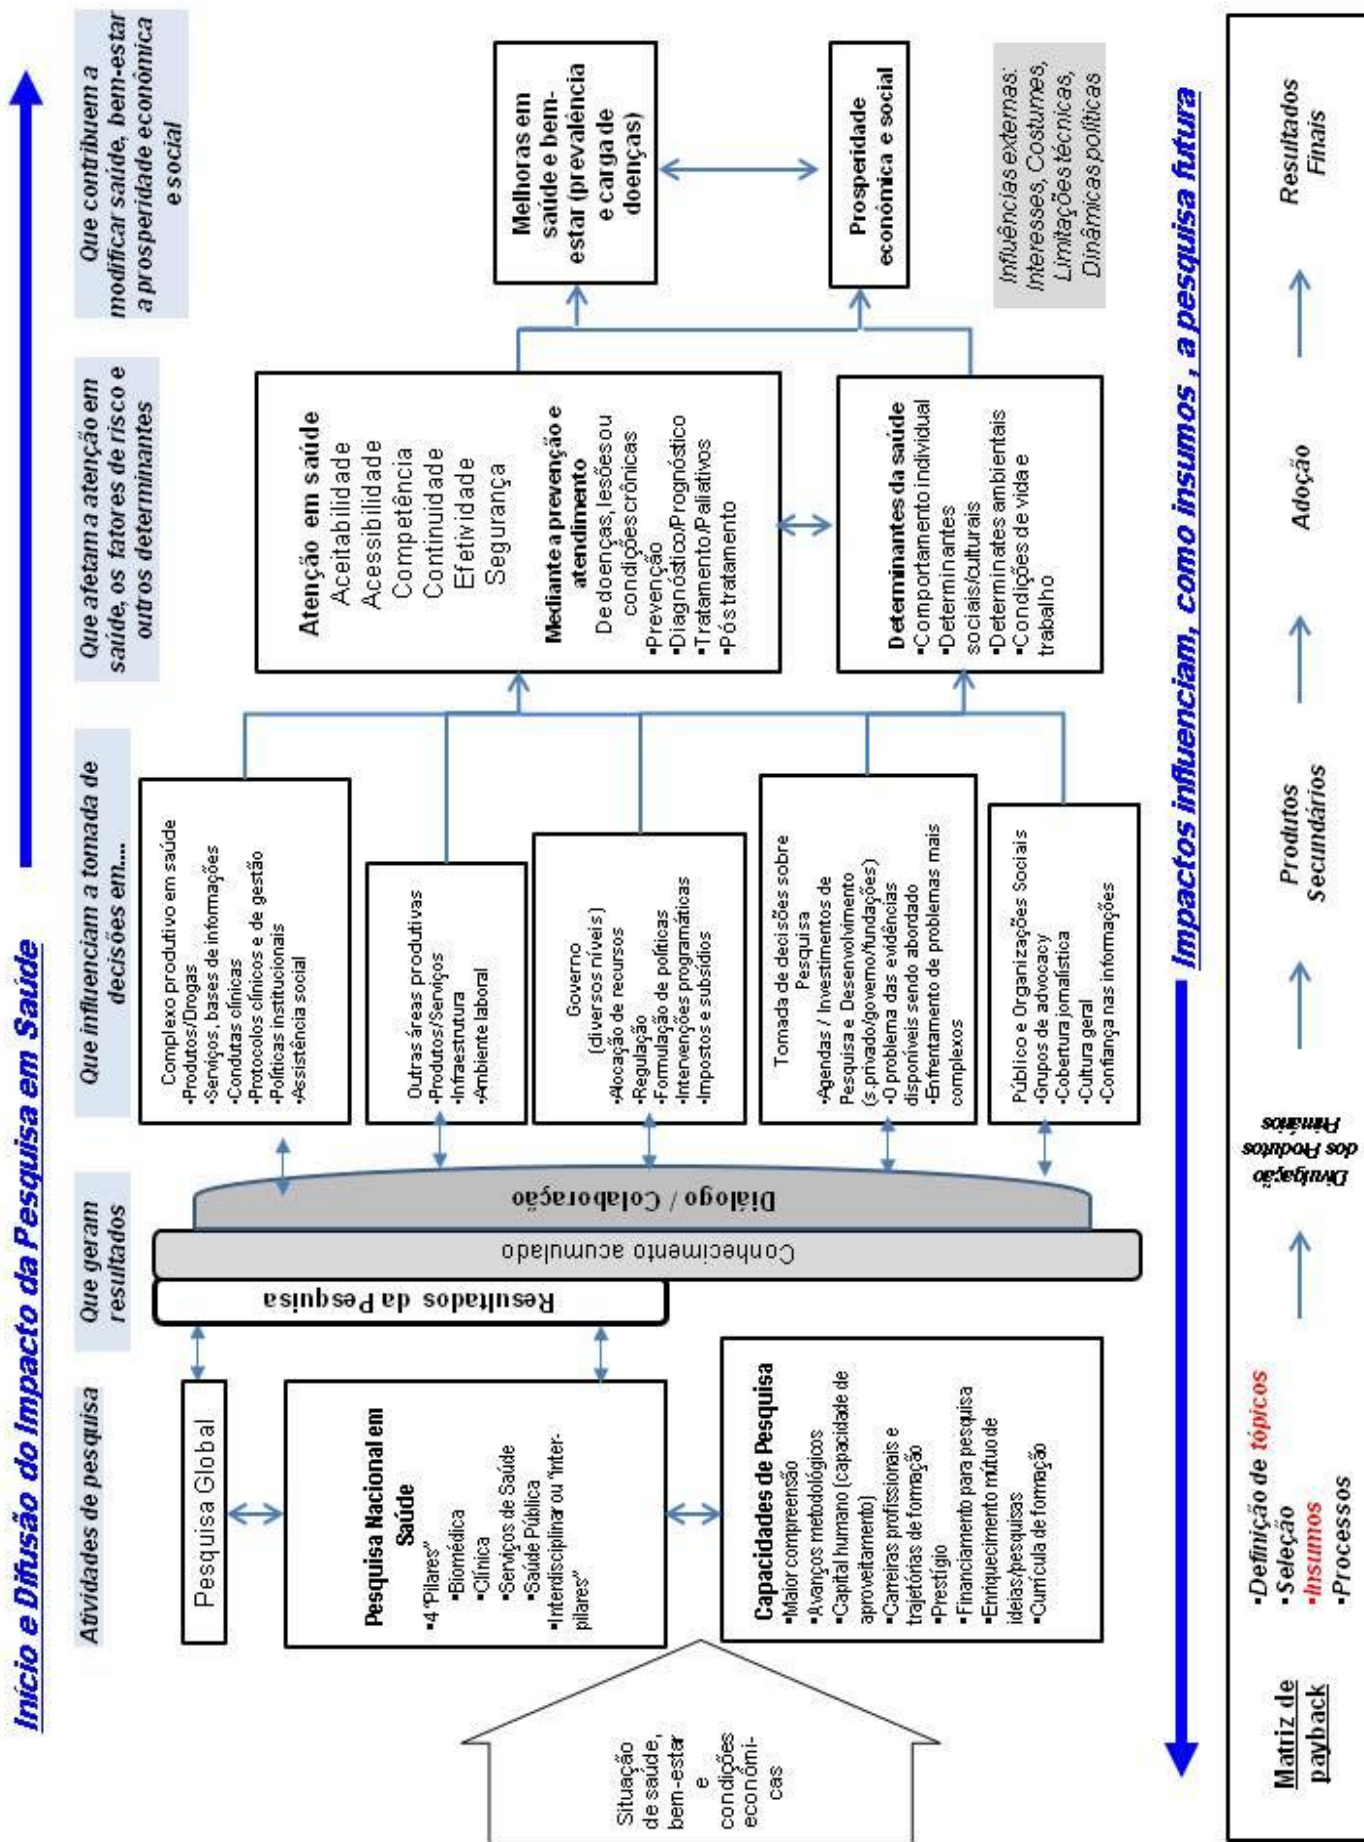 Início e Difusão do Impacto da Pesquisa em Saúde
Atividades de pesquisa
Que geram
resultados
Que influenciam a tomada de
decisões em....
Que afetam a atenção em
saúde, os fatores de risco e
outros determinantes
Que contribuem a
modificar saúde, bem-estar
a prosperidade econômica
e social
Situação
de saúde,
bem-estar
e
condições
econômi-
cas
Pesquisa Global
Pesquisa Nacional em
Saúde
▪4 "Pilares"
▪Biomédica
▪Clínica
▪Serviços de Saúde
▪Saúde Pública
▪Interdisciplinar ou "inter-
pilares"
Capacidades de Pesquisa
▪Maior compreensão
▪Avanços metodológicos
▪Capital humano (capacidade de
aproveitamento)
▪Carreiras profissionais e
trajetórias de formação
▪Prestígio
▪Financiamento para pesquisa
▪Enriquecimento mútuo de
ideias/pesquisas
▪Currícula de formação
Resultados da Pesquisa
Conhecimento acumulado
Diálogo / Colaboração
Complexo produtivo em saúde
▪Produtos/Drogas
▪Serviços, bases de informações
▪Condutas clínicas
▪Protocolos clínicos e de gestão
▪Políticas institucionais
▪Assistência social
Outras áreas produtivas
▪Produtos/Serviços
▪Infraestrutura
▪Ambiente laboral
Governo
(diversos níveis)
▪Alocação de recursos
▪Regulação
▪Formulação de políticas
▪Intervenções programáticas
▪Impostos e subsídios
Tomada de decisões sobre
Pesquisa
▪Agendas / Investimentos de
Pesquisa e Desenvolvimento
(s.privado/governo/fundações)
▪O problema das evidências
disponíveis sendo abordado
▪Enfrentamento de problemas mais
complexos
Público e Organizações Sociais
▪Grupos de advocacy
▪Cobertura jornalística
▪Cultura geral
▪Confiança nas informações
Atenção em saúde
Aceitabilidade
Acessibilidade
Competência
Continuidade
Efetividade
Segurança
Mediante a prevenção e
atendimento
De doenças, lesões ou
condições crônicas
▪Prevenção
▪Diagnóstico/Prognóstico
▪Tratamento/Paliativos
▪Pós tratamento
Determinantes da saúde
▪Comportamento individual
▪Determinantes
sociais/culturais
▪Determinates ambientais
▪Condições de vida e
trabalho
Melhoras em
saúde e bem-
estar (prevalência
e carga de
doenças)
Prosperidade
económica e social
Influências externas:
Interesses, Costumes,
Limitações técnicas,
Dinâmicas políticas
Impactos influenciam, como insumos , a pesquisa futura
Matriz de
payback
▪Definição de tópicos
▪Seleção
▪Insumos
▪Processos
Divulgação
dos Produtos
Primários
Produtos
Secundários
Adoção
Resultados
Finais